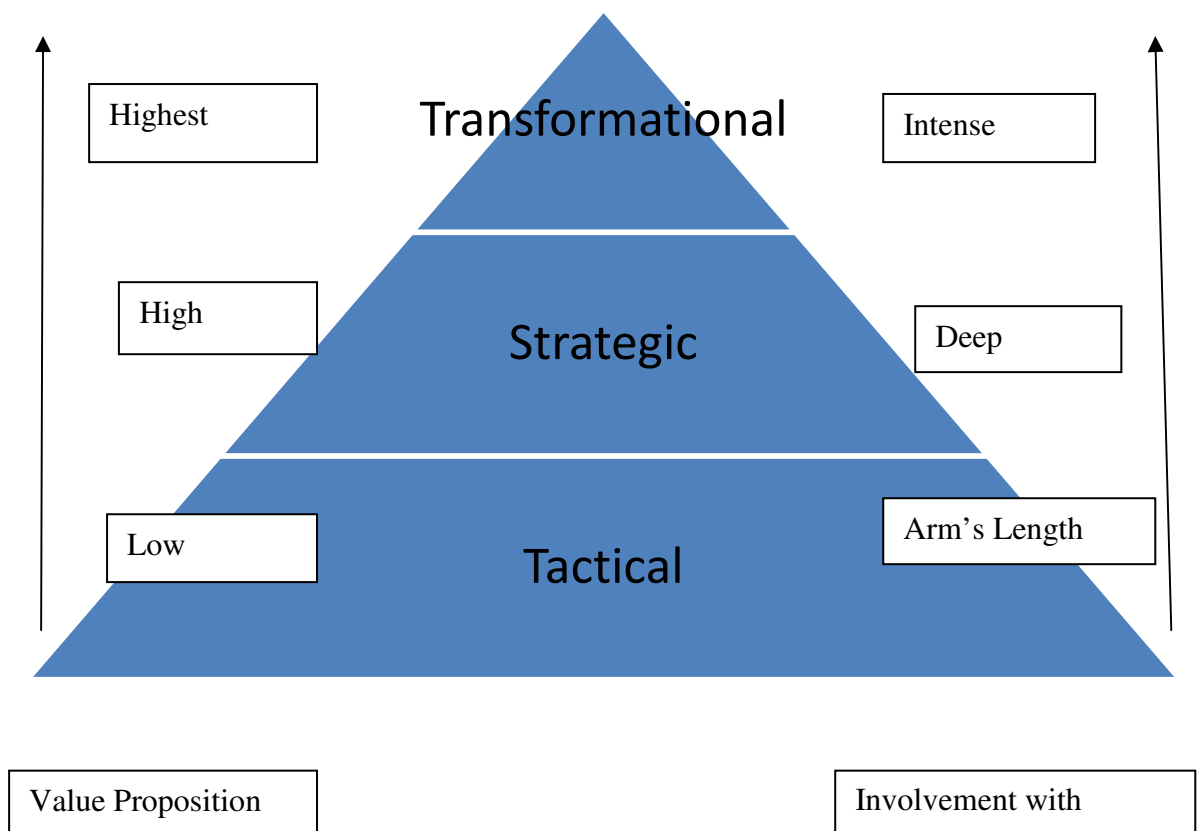 Highest
Transformational
Intense
High
Strategic
Deep
Low
Tactical
Arm’s Length
Value Proposition
Involvement with